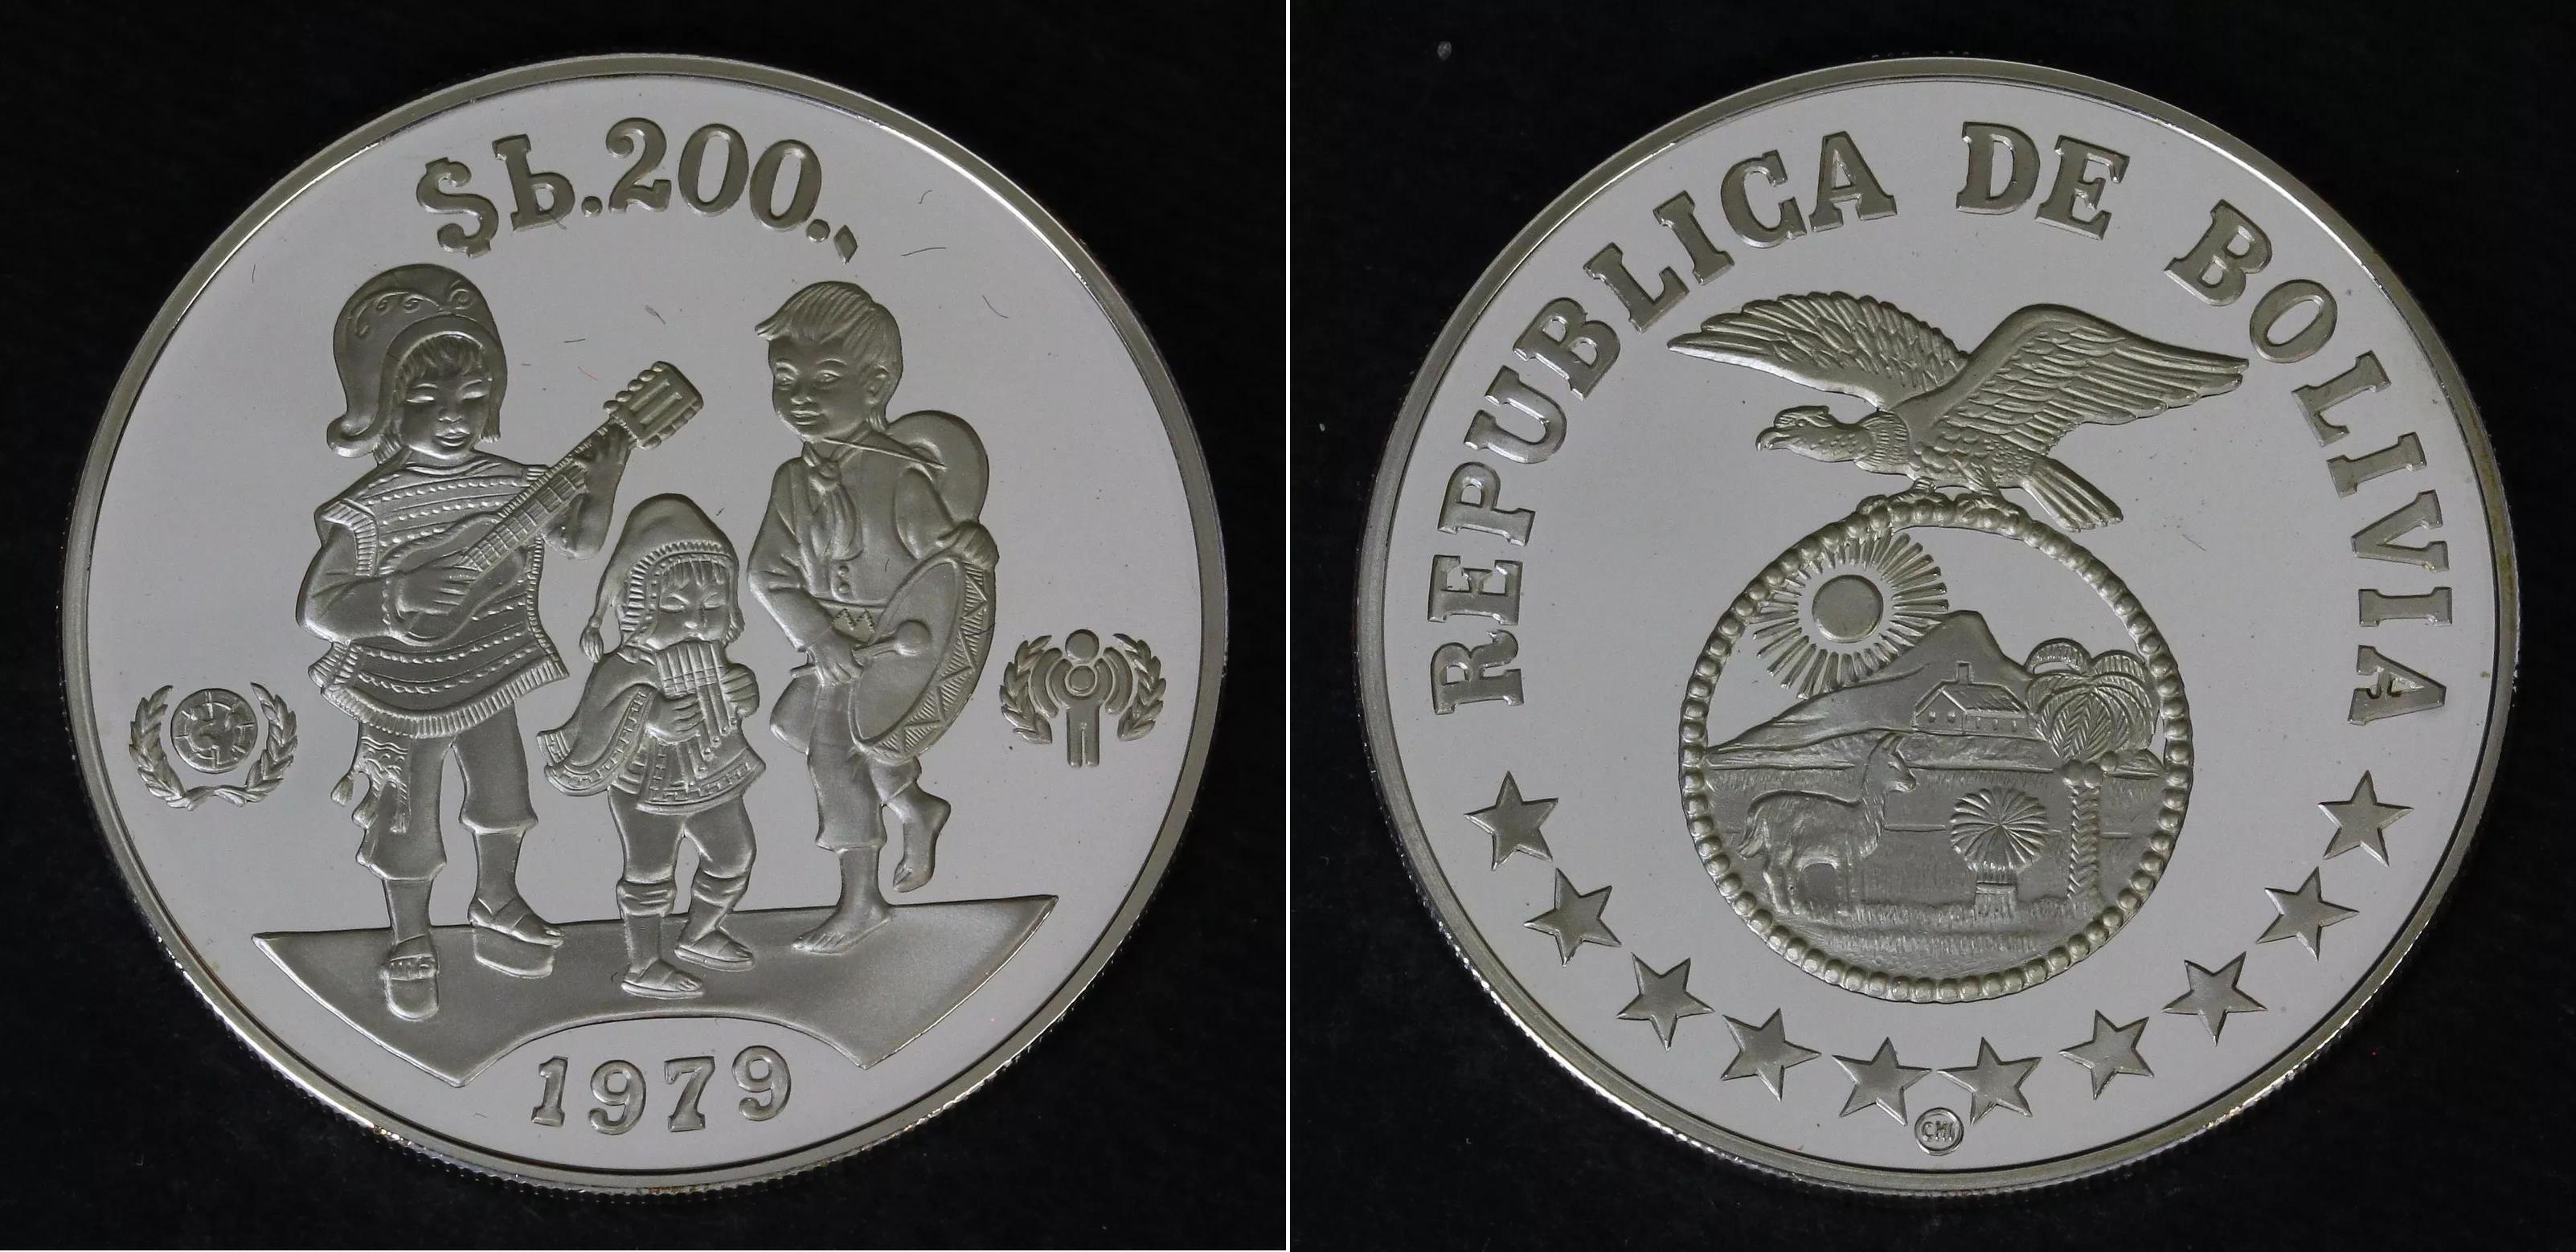 $b.200.,
1979
REPUBLICA DE BOLIVIA
CHI